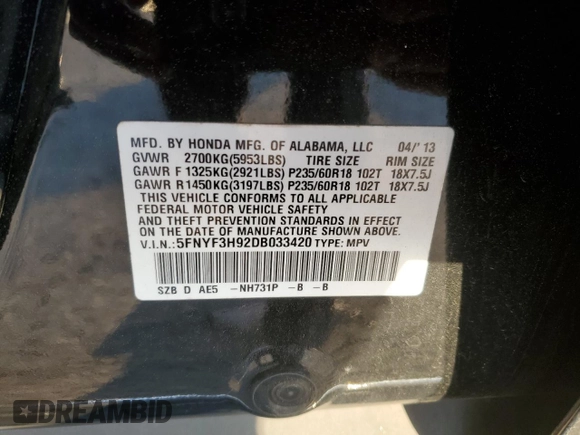 MFD. BY HONDA MFG. OF ALABAMA, LLC 04/'13
GVWR 2700KG(5953LBS) TIRE SIZE RIM SIZE
GAWR F 1325KG(2921LBS) P235/60R18 102T 18X7.5J
GAWR R 1450KG(3197LBS) P235/60R18 102T 18X7.5J
THIS VEHICLE CONFORMS TO ALL APPLICABLE
FEDERAL MOTOR VEHICLE SAFETY
AND THEFT PREVENTION STANDARDS IN EFFECT
ON THE DATE OF MANUFACTURE SHOWN ABOVE.
V.I.N.:5FNYF3H92DB033420 TYPE: MPV
SZB D AE5 -NH731P -B -B
DREAMBID